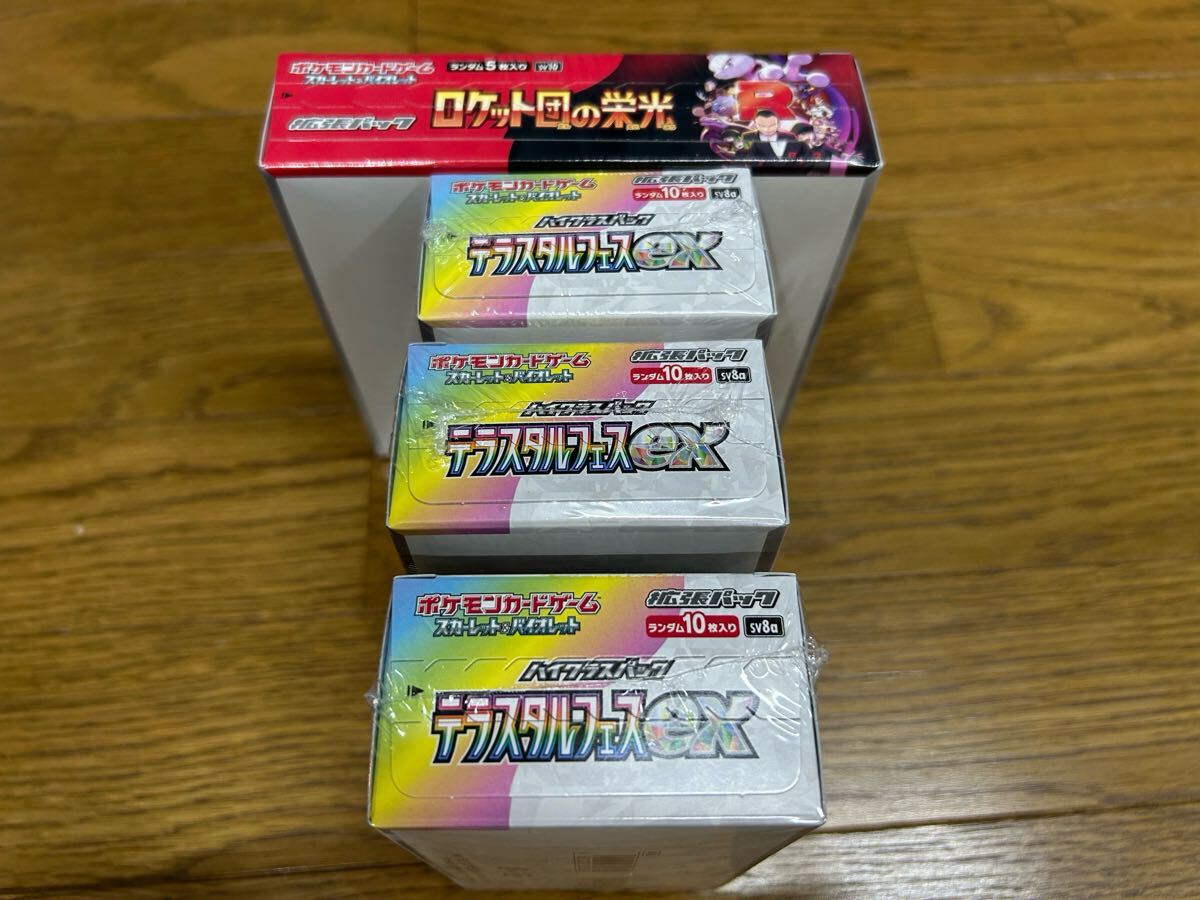 ポケモンカードゲーム
スカーレット&バイオレット
ランダム5枚入り
sv10
拡張パック
ロケット団の栄光
R
ポケモンカードゲーム
スカーレット&バイオレット
拡張パック
ランダム10枚入り
sv8a
ハイクラスパック
テラスタルフェスex
ポケモンカードゲーム
スカーレット&バイオレット
拡張パック
ランダム10枚入り
sv8a
ハイクラスパック
テラスタルフェスex
ポケモンカードゲーム
スカーレット&バイオレット
拡張パック
ランダム10枚入り
sv8a
ハイクラスパック
テラスタルフェスex